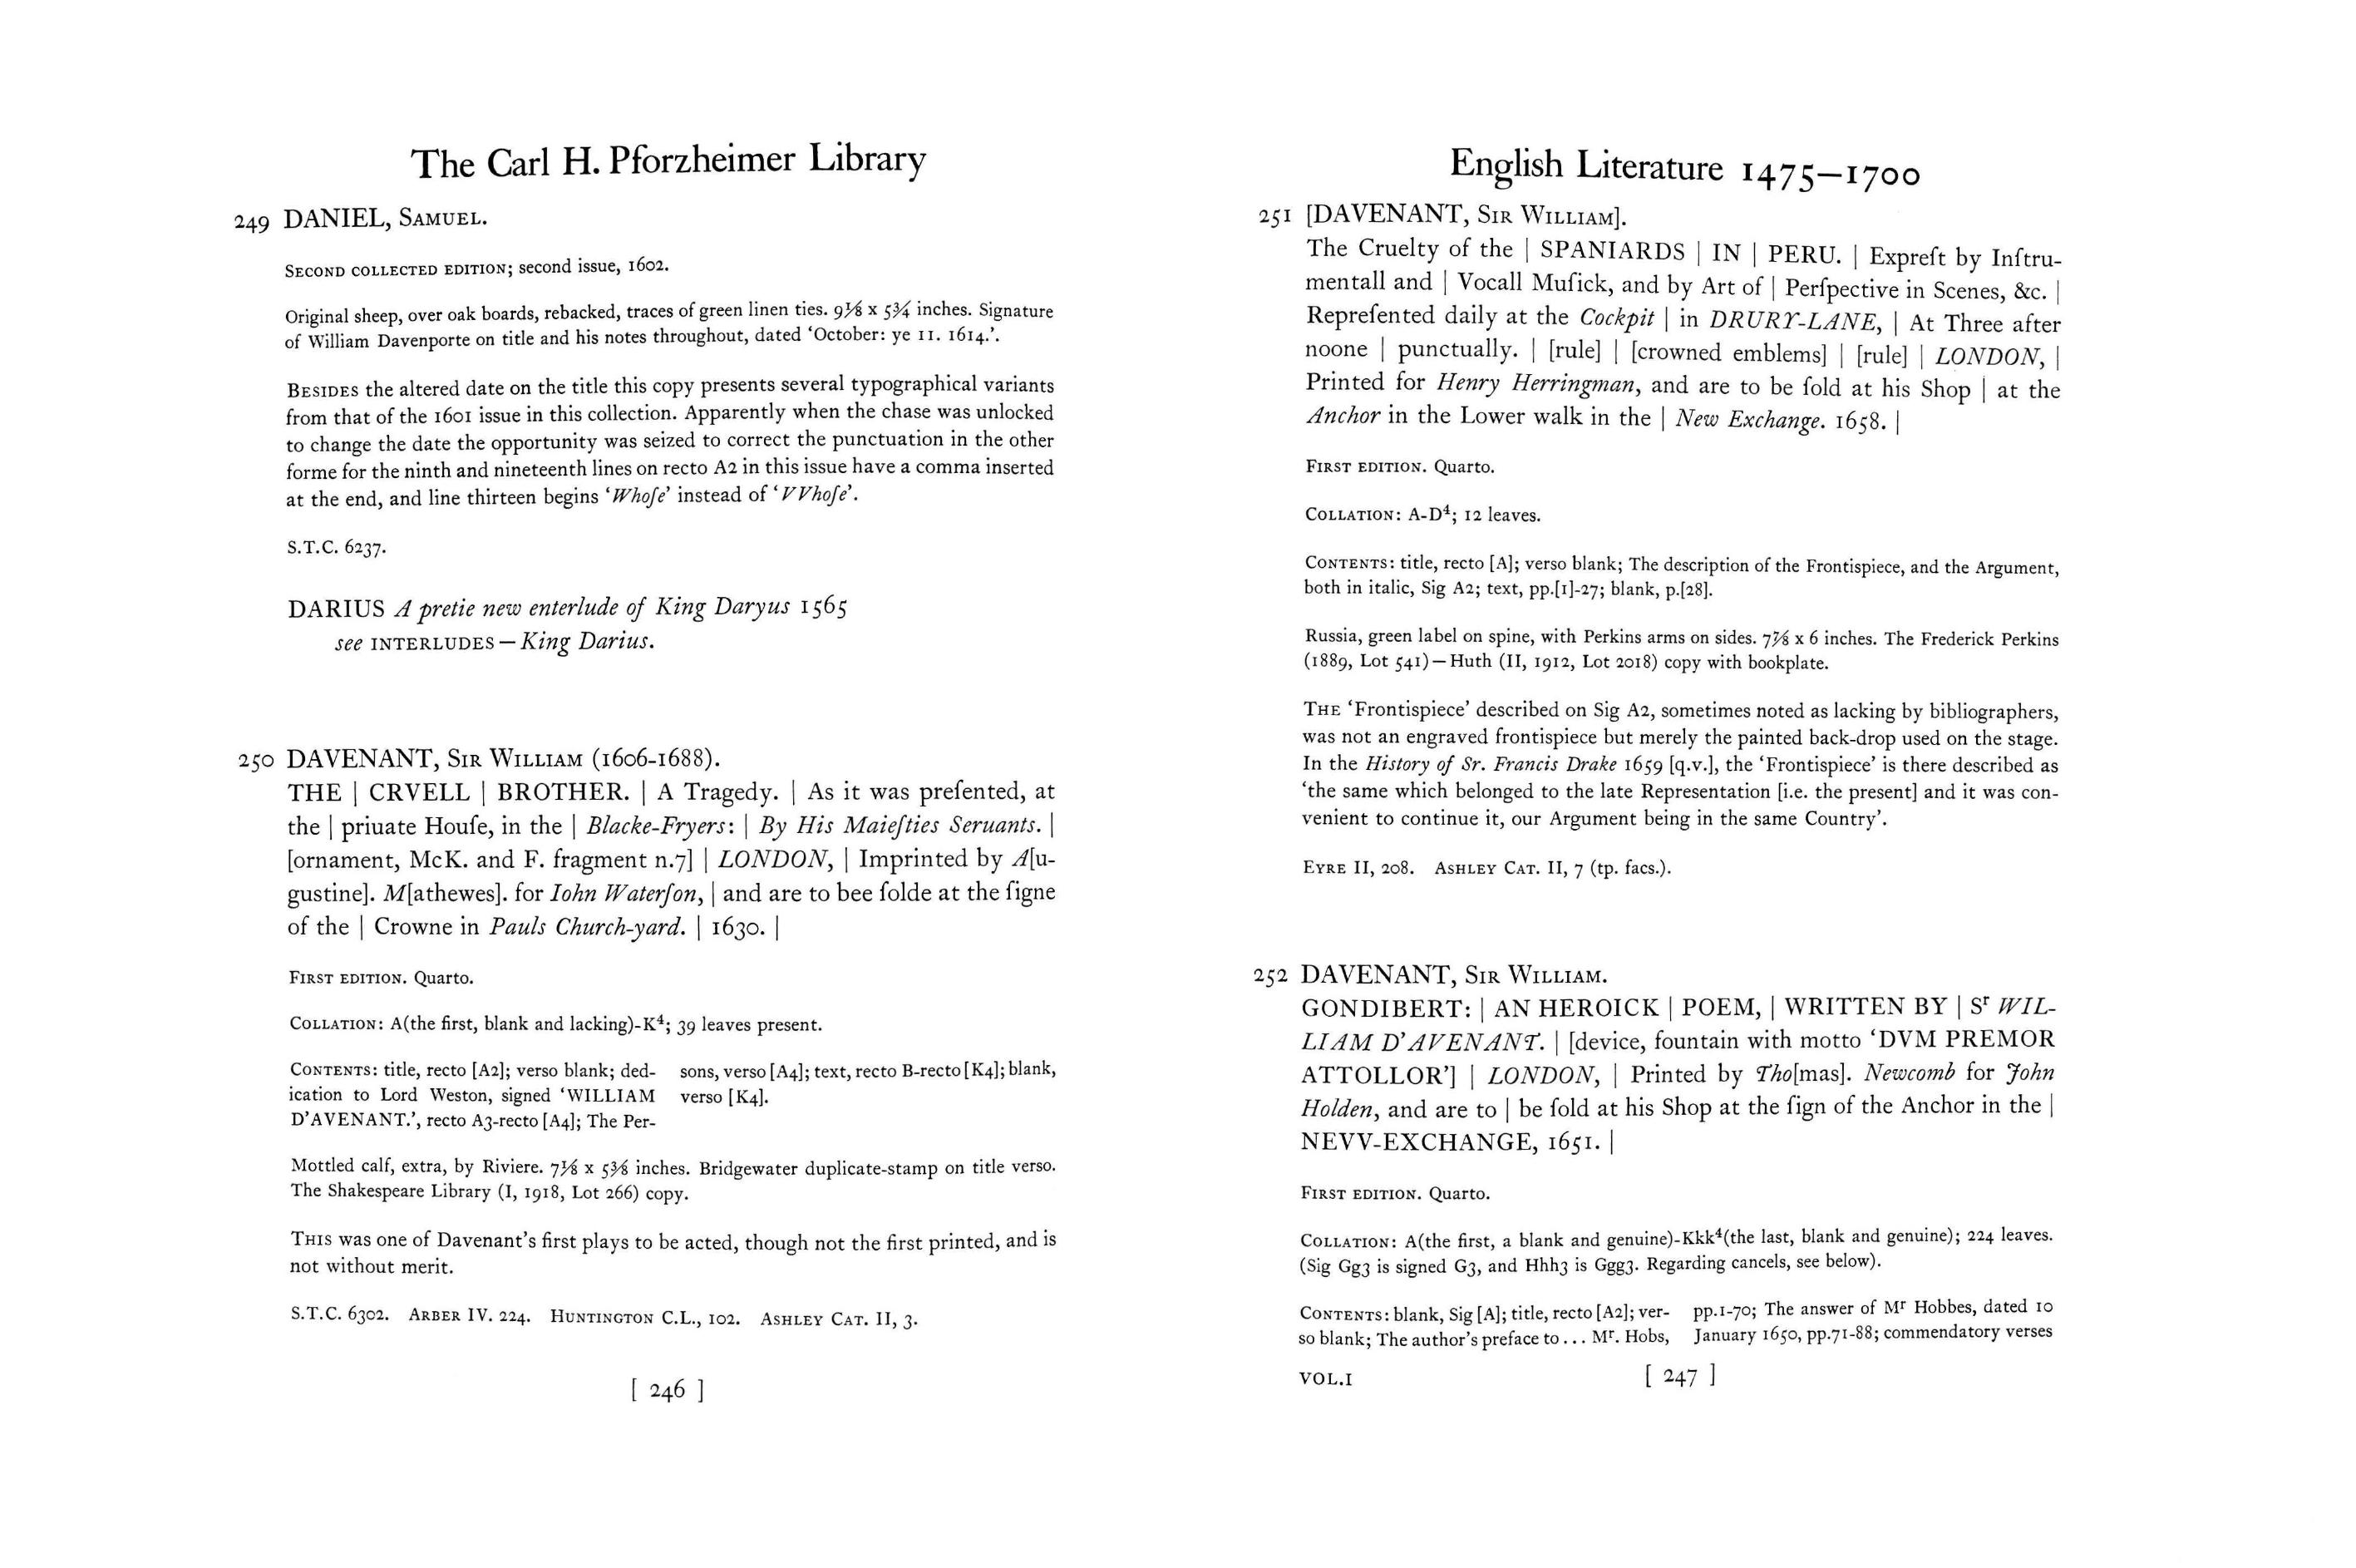 The Carl H. Pforzheimer Library
249 DANIEL, SAMUEL.
SECOND COLLECTED EDITION; second issue, 1602.
Original sheep, over oak boards, rebacked, traces of green linen ties. 9⅛ x 5¾ inches. Signature
of William Davenporte on title and his notes throughout, dated ‘October: ye 11. 1614.’.
BESIDES the altered date on the title this copy presents several typographical variants
from that of the 1601 issue in this collection. Apparently when the chase was unlocked
to change the date the opportunity was seized to correct the punctuation in the other
forme for the ninth and nineteenth lines on recto A2 in this issue have a comma inserted
at the end, and line thirteen begins ‘Whoſe’ instead of ‘VVhoſe’.
S.T.C. 6237.
DARIUS A pretie new enterlude of King Daryus 1565
see INTERLUDES—King Darius.
250 DAVENANT, SIR WILLIAM (1606-1688).
THE | CRVELL | BROTHER. | A Tragedy. | As it was preſented, at
the | priuate Houſe, in the | Blacke-Fryers: | By His Maieſties Seruants. |
[ornament, McK. and F. fragment n.7] | LONDON, | Imprinted by A[u-
gustine]. M[athewes]. for Iohn Waterſon, | and are to bee ſolde at the ſigne
of the | Crowne in Pauls Church-yard. | 1630. |
FIRST EDITION. Quarto.
COLLATION: A(the first, blank and lacking)-K⁴; 39 leaves present.
CONTENTS: title, recto [A2]; verso blank; ded-
ication to Lord Weston, signed ‘WILLIAM
D’AVENANT.’, recto A3-recto [A4]; The Per-
sons, verso [A4]; text, recto B-recto [K4]; blank,
verso [K4].
Mottled calf, extra, by Riviere. 7⅛ x 5⅜ inches. Bridgewater duplicate-stamp on title verso.
The Shakespeare Library (I, 1918, Lot 266) copy.
THIS was one of Davenant’s first plays to be acted, though not the first printed, and is
not without merit.
S.T.C. 6302. ARBER IV. 224. HUNTINGTON C.L., 102. ASHLEY CAT. II, 3.
[ 246 ]
English Literature 1475—1700
251 [DAVENANT, SIR WILLIAM].
The Cruelty of the | SPANIARDS | IN | PERU. | Expreſt by Inſtru-
mentall and | Vocall Muſick, and by Art of | Perſpective in Scenes, &c. |
Repreſented daily at the Cockpit | in DRURY-LANE, | At Three after
noone | punctually. | [rule] | [crowned emblems] | [rule] | LONDON, |
Printed for Henry Herringman, and are to be ſold at his Shop | at the
Anchor in the Lower walk in the | New Exchange. 1658. |
FIRST EDITION. Quarto.
COLLATION: A-D⁴; 12 leaves.
CONTENTS: title, recto [A]; verso blank; The description of the Frontispiece, and the Argument,
both in italic, Sig A2; text, pp.[1]-27; blank, p.[28].
Russia, green label on spine, with Perkins arms on sides. 7⅞ x 6 inches. The Frederick Perkins
(1889, Lot 541)—Huth (II, 1912, Lot 2018) copy with bookplate.
THE ‘Frontispiece’ described on Sig A2, sometimes noted as lacking by bibliographers,
was not an engraved frontispiece but merely the painted back-drop used on the stage.
In the History of Sr. Francis Drake 1659 [q.v.], the ‘Frontispiece’ is there described as
‘the same which belonged to the late Representation [i.e. the present] and it was con-
venient to continue it, our Argument being in the same Country’.
EYRE II, 208. ASHLEY CAT. II, 7 (tp. facs.).
252 DAVENANT, SIR WILLIAM.
GONDIBERT: | AN HEROICK | POEM, | WRITTEN BY | Sʳ WIL-
LIAM D’AVENANT. | [device, fountain with motto ‘DVM PREMOR
ATTOLLOR’] | LONDON, | Printed by Tho[mas]. Newcomb for John
Holden, and are to | be ſold at his Shop at the ſign of the Anchor in the |
NEVV-EXCHANGE, 1651. |
FIRST EDITION. Quarto.
COLLATION: A(the first, a blank and genuine)-Kkk⁴(the last, blank and genuine); 224 leaves.
(Sig Gg3 is signed G3, and Hhh3 is Ggg3. Regarding cancels, see below).
CONTENTS: blank, Sig [A]; title, recto [A2]; ver-
so blank; The author’s preface to . . . Mʳ. Hobs,
pp.1-70; The answer of Mʳ Hobbes, dated 10
January 1650, pp.71-88; commendatory verses
VOL.I
[ 247 ]